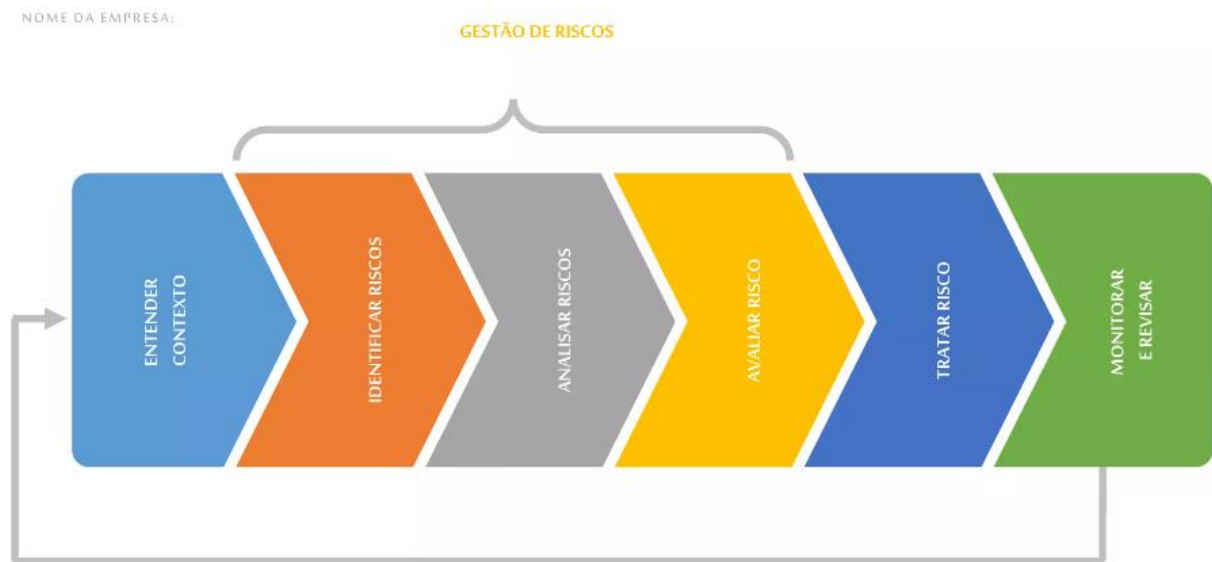 NOME DA EMPRESA:
GESTÃO DE RISCOS
ENTENDER
CONTEXTO
IDENTIFICAR RISCOS
ANALISAR RISCOS
AVALIAR RISCO
TRATAR RISCO
MONITORAR
E REVISAR